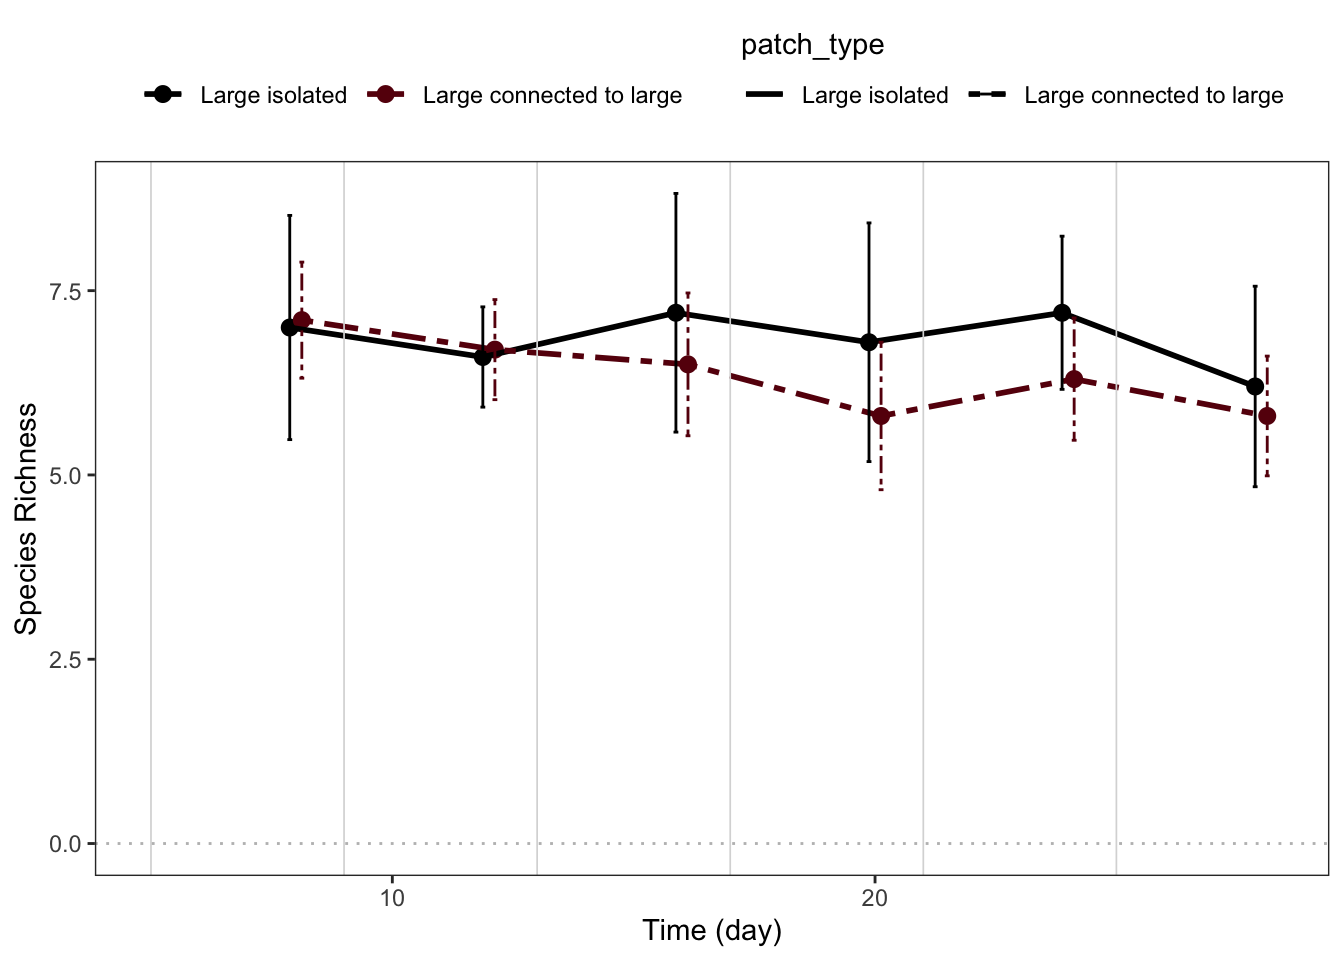 patch_type
Large isolated Large connected to large Large isolated Large connected to large
7.5
5.0
2.5
0.0
Species Richness
10 20
Time (day)